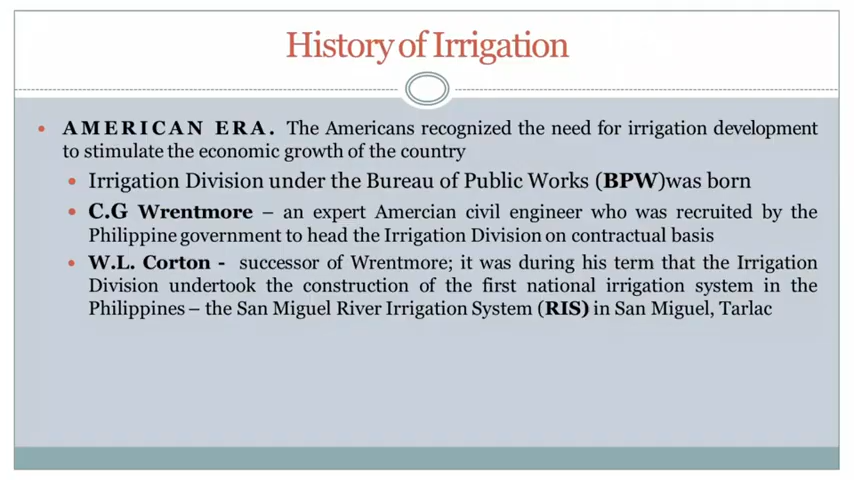 History of Irrigation
• AMERICAN ERA. The Americans recognized the need for irrigation development
to stimulate the economic growth of the country
• Irrigation Division under the Bureau of Public Works (BPW)was born
• C.G Wrentmore – an expert Amercian civil engineer who was recruited by the
Philippine government to head the Irrigation Division on contractual basis
• W.L. Corton - successor of Wrentmore; it was during his term that the Irrigation
Division undertook the construction of the first national irrigation system in the
Philippines – the San Miguel River Irrigation System (RIS) in San Miguel, Tarlac